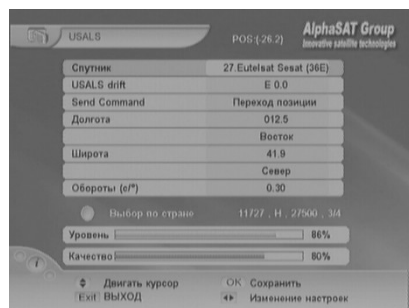 USALS
POS:(-26.2)
AlphaSAT Group
Innovative satellite technologies
Спутник 27.Eutelsat Sesat (36E)
USALS drift E 0.0
Send Command Переход позиции
Долгота 012.5
Восток
Широта 41.9
Север
Обороты (с/°) 0.30
Выбор по стране 11727 , H , 27500 , 3/4
Уровень 86%
Качество 80%
Двигать курсор OK Сохранить
Exit ВЫХОД Изменение настроек